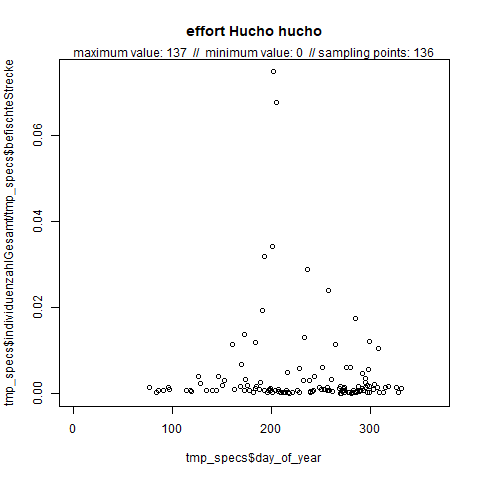 effort Hucho hucho
maximum value: 137 // minimum value: 0 // sampling points: 136
tmp_specs$individuenzahlGesamt/tmp_specs$befischteStrecke
0.06
0.04
0.02
0.00
0 100 200 300
tmp_specs$day_of_year